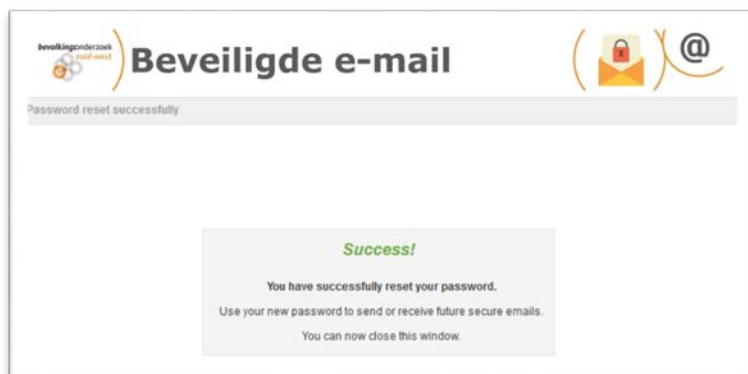 bevolkingsonderzoek
zuid-west
Beveiligde e-mail
@
Password reset successfully
Success!
You have successfully reset your password.
Use your new password to send or receive future secure emails.
You can now close this window.